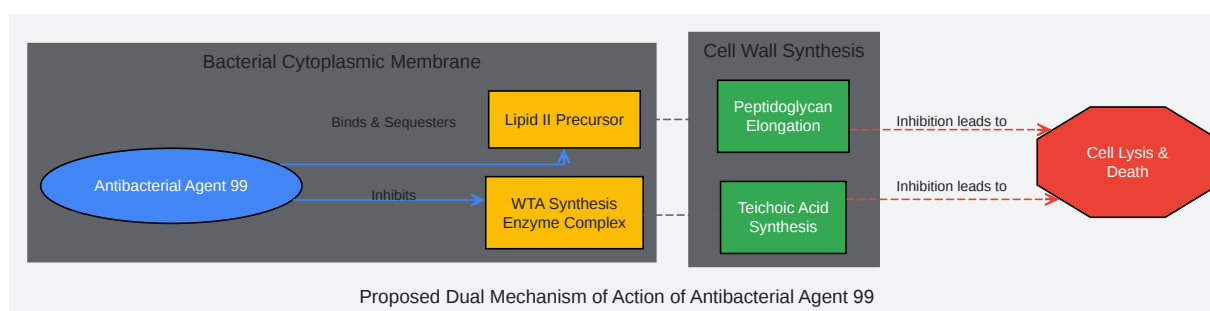 Bacterial Cytoplasmic Membrane
Cell Wall Synthesis
Binds & Sequesters
Lipid II Precursor
Peptidoglycan
Elongation
Inhibition leads to
Cell Lysis &
Death
Antibacterial Agent 99
Inhibits
WTA Synthesis
Enzyme Complex
Teichoic Acid
Synthesis
Inhibition leads to
Proposed Dual Mechanism of Action of Antibacterial Agent 99